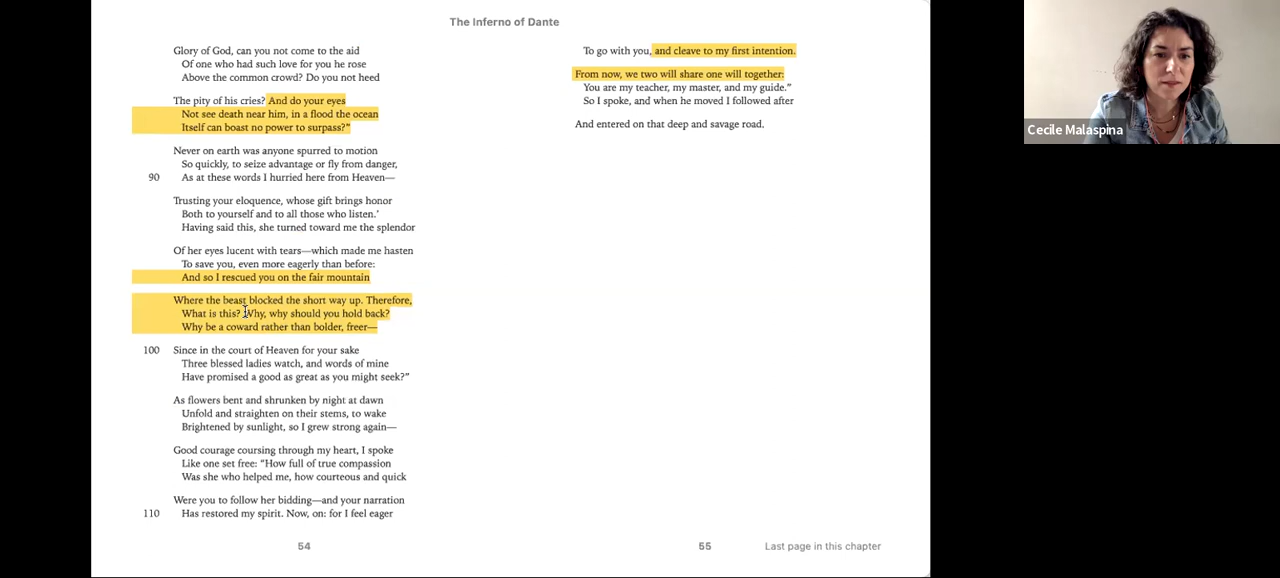 The Inferno of Dante
Glory of God, can you not come to the aid
Of one who had such love for you he rose
Above the common crowd? Do you not heed
The pity of his cries? And do your eyes
Not see death near him, in a flood the ocean
Itself can boast no power to surpass?”
Never on earth was anyone spurred to motion
So quickly, to seize advantage or fly from danger,
90 As at these words I hurried here from Heaven—
Trusting your eloquence, whose gift brings honor
Both to yourself and to all those who listen.’
Having said this, she turned toward me the splendor
Of her eyes lucent with tears—which made me hasten
To save you, even more eagerly than before:
And so I rescued you on the fair mountain
Where the beast blocked the short way up. Therefore,
What is this? Why, why should you hold back?
Why be a coward rather than bolder, freer—
100 Since in the court of Heaven for your sake
Three blessed ladies watch, and words of mine
Have promised a good as great as you might seek?”
As flowers bent and shrunken by night at dawn
Unfold and straighten on their stems, to wake
Brightened by sunlight, so I grew strong again—
Good courage coursing through my heart, I spoke
Like one set free: “How full of true compassion
Was she who helped me, how courteous and quick
Were you to follow her bidding—and your narration
110 Has restored my spirit. Now, on: for I feel eager
54
To go with you, and cleave to my first intention.
From now, we two will share one will together:
You are my teacher, my master, and my guide.”
So I spoke, and when he moved I followed after
And entered on that deep and savage road.
55
Last page in this chapter
Cecile Malaspina